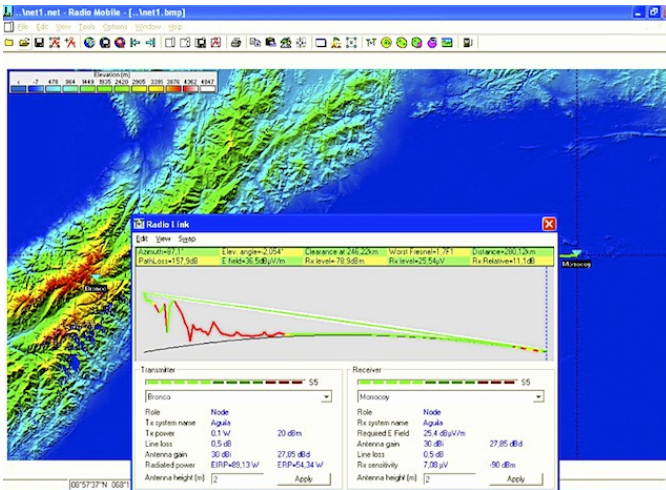 ..\net1.net - Radio Mobile - [..\net1.bmp]
File Edit View Tools Options Window Help
Elevation (m)
< -7 478 964 1449 1935 2420 2905 3391 3876 4362 4847
Bronco
Monocoy
Radio Link
Edit View Swap
Azimuth=87,11° Elev. angle=-2,054° Clearance at 246,22km Worst Fresnel=1,7F1 Distance=280,12km
PathLoss=157,9dB E field=36,5dBµV/m Rx level=-78,9dBm Rx level=25,54µV Rx Relative=11,1dB
Transmitter
S5
Bronco
Role Node
Tx system name Aguila
Tx power 0,1 W 20 dBm
Line loss 0,5 dB
Antenna gain 30 dBi 27,85 dBd
Radiated power EIRP=89,13 W ERP=54,34 W
Antenna height (m) 2 Apply
Receiver
S5
Monocoy
Role Node
Rx system name Aguila
Required E Field 25,4 dBµV/m
Antenna gain 30 dBi 27,85 dBd
Line loss 0,5 dB
Rx sensitivity 7,08 µV -90 dBm
Antenna height (m) 2 Apply